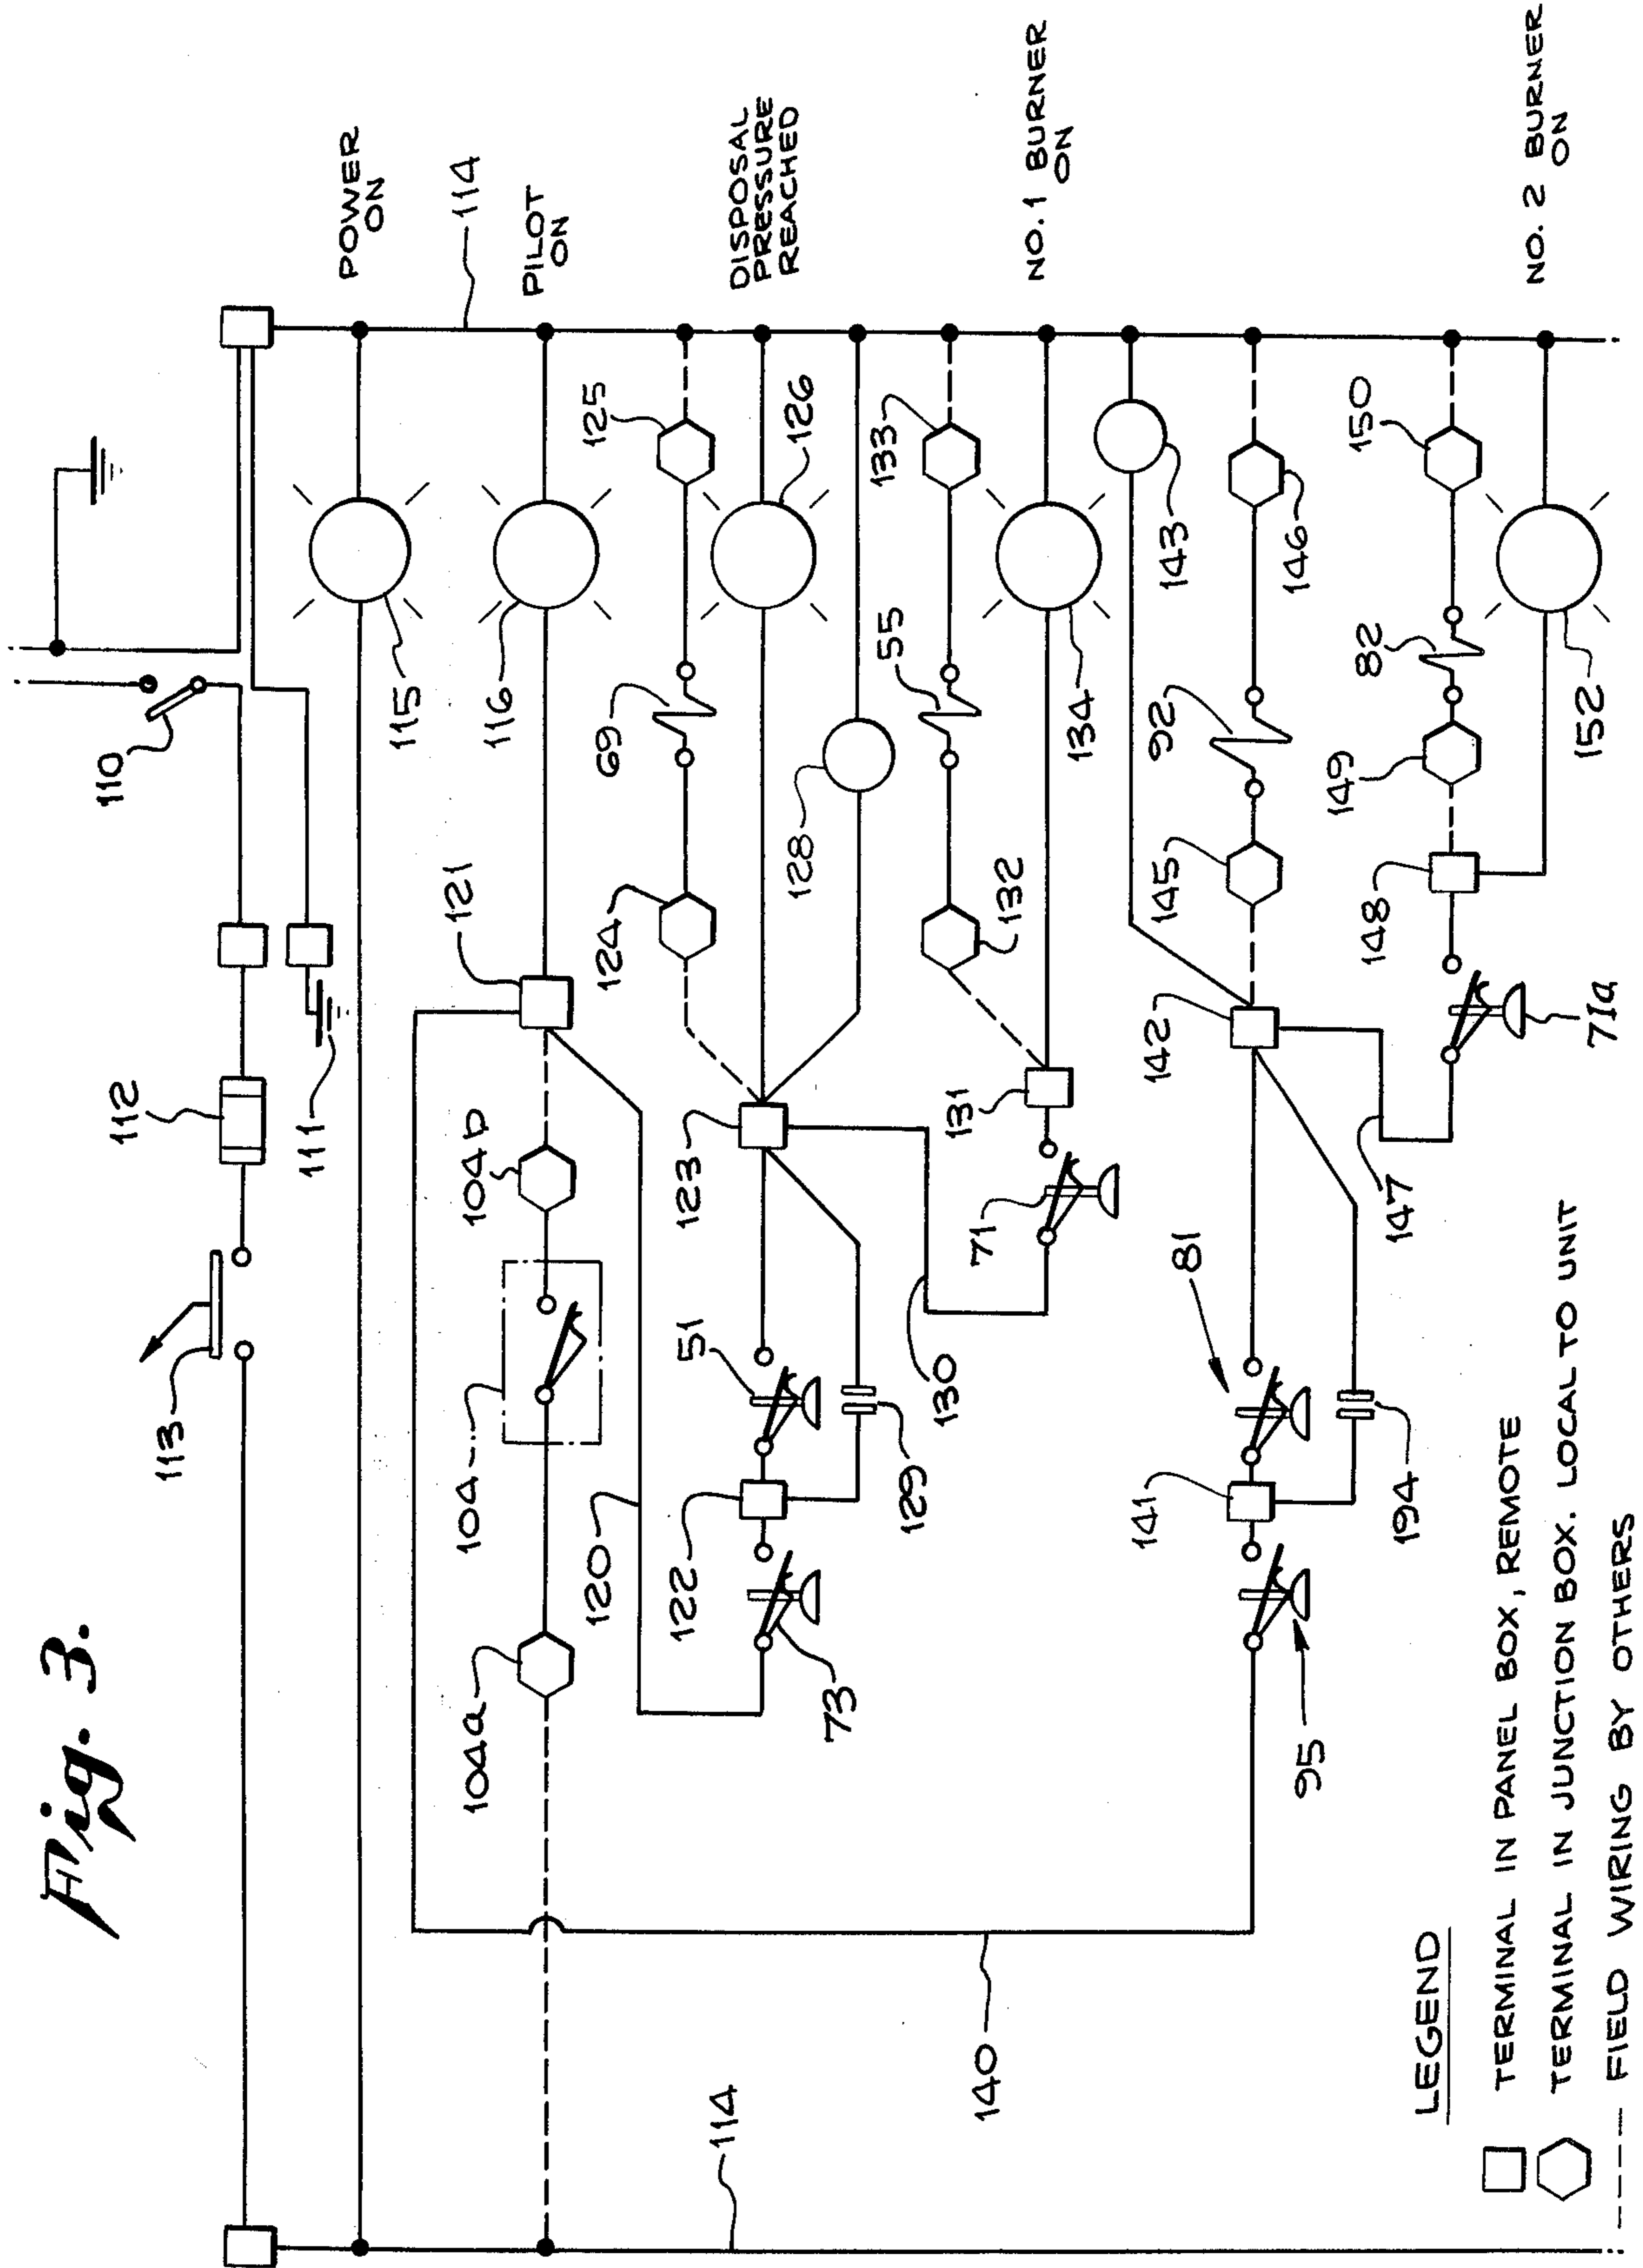 Fig. 3.
110
111
112
113
114
POWER
ON
115
PILOT
ON
116
121
104
104a
104b
120
DISPOSAL
PRESSURE
REACHED
125
69
124
126
128
123
51
122
73
129
130
NO. 1 BURNER
ON
133
55
132
134
131
71
143
146
92
145
142
81
141
95
194
147
140
114
NO. 2 BURNER
ON
150
82
149
148
152
71a
LEGEND
TERMINAL IN PANEL BOX, REMOTE
TERMINAL IN JUNCTION BOX. LOCAL TO UNIT
FIELD WIRING BY OTHERS